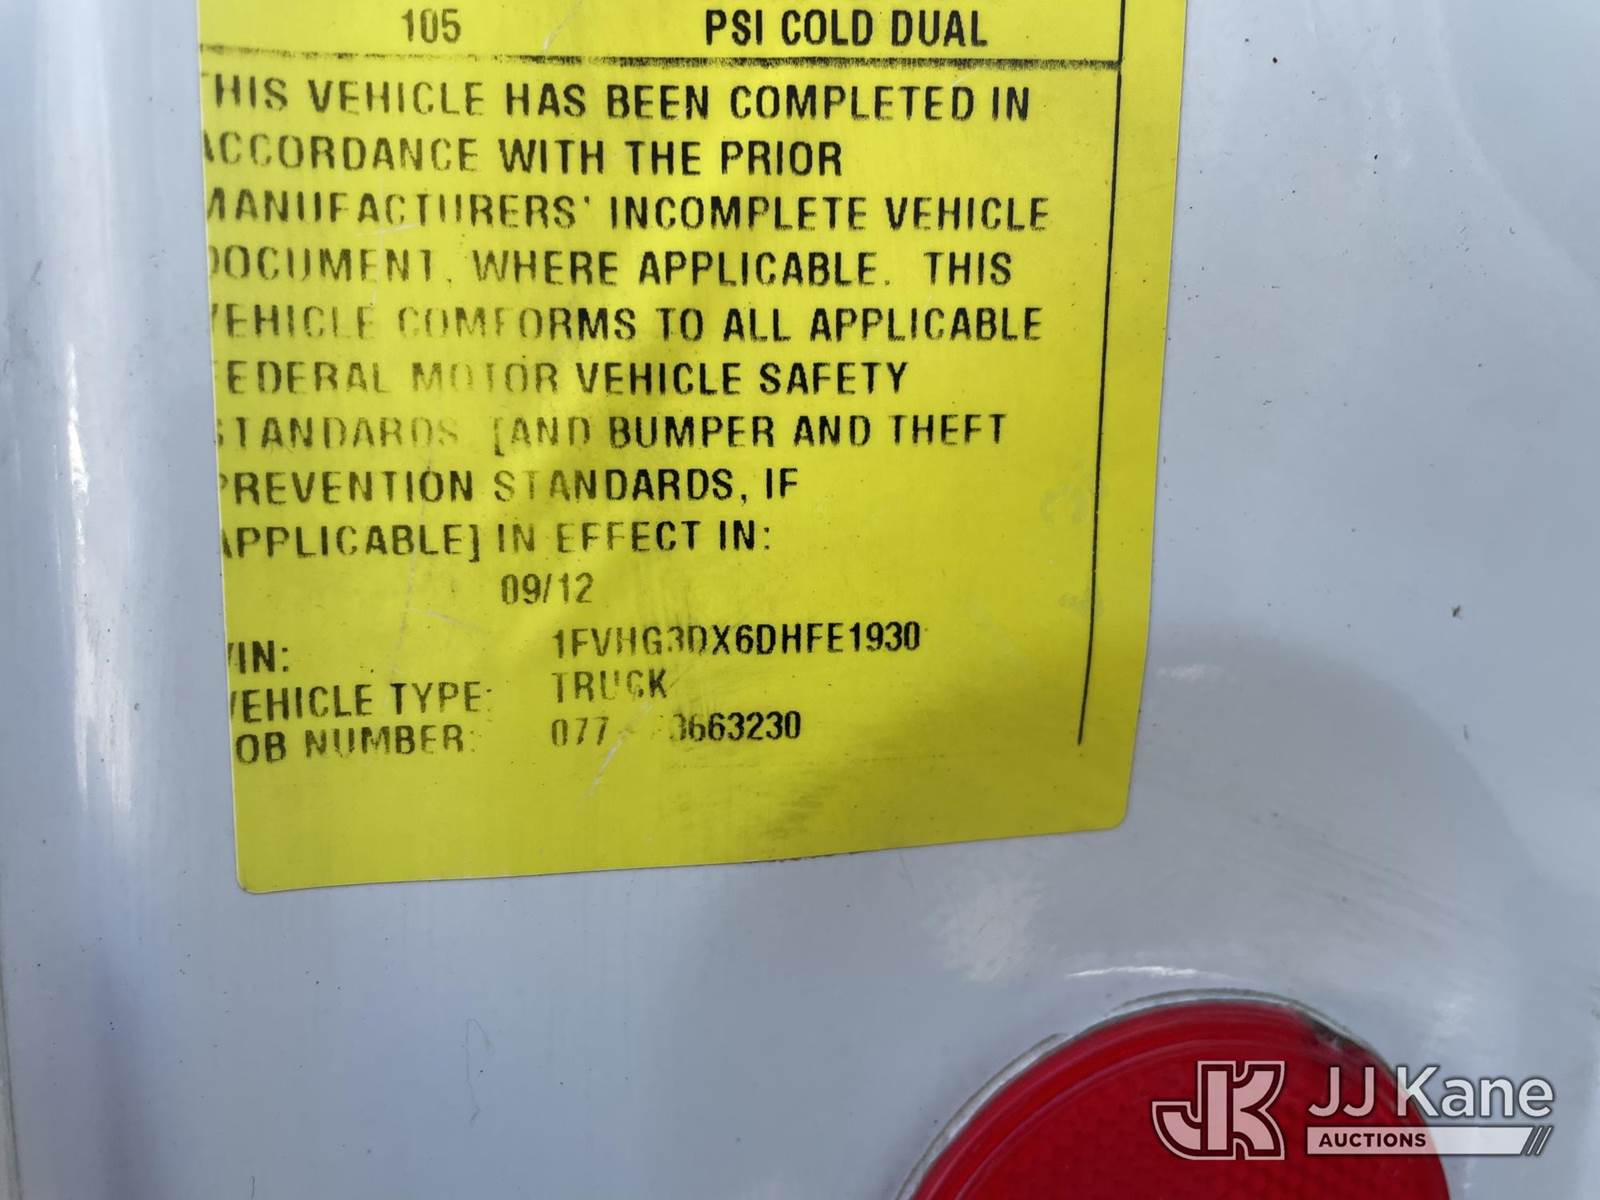 105 PSI COLD DUAL
THIS VEHICLE HAS BEEN COMPLETED IN
ACCORDANCE WITH THE PRIOR
MANUFACTURERS' INCOMPLETE VEHICLE
DOCUMENT, WHERE APPLICABLE. THIS
VEHICLE COMFORMS TO ALL APPLICABLE
FEDERAL MOTOR VEHICLE SAFETY
STANDARDS [AND BUMPER AND THEFT
PREVENTION STANDARDS, IF
APPLICABLE] IN EFFECT IN:
09/12
VIN: 1FVHG3DX6DHFE1930
VEHICLE TYPE: TRUCK
JOB NUMBER: 077 3663230
JK JJ Kane
AUCTIONS